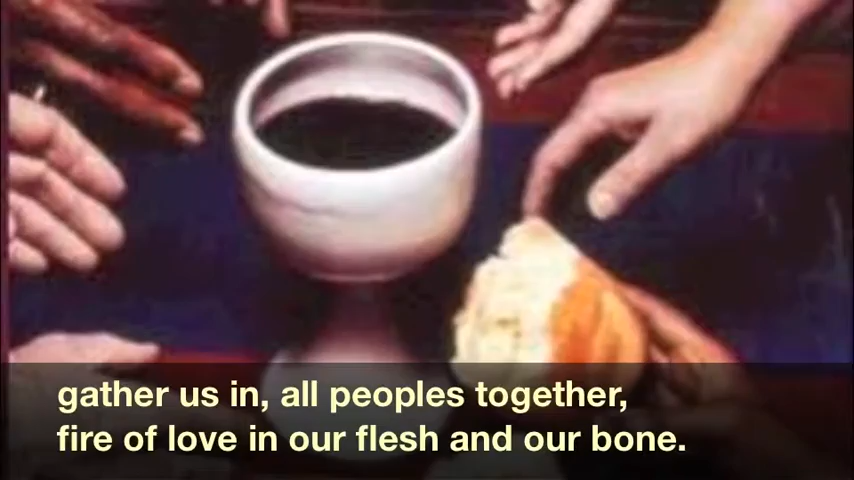 gather us in, all peoples together,
fire of love in our flesh and our bone.